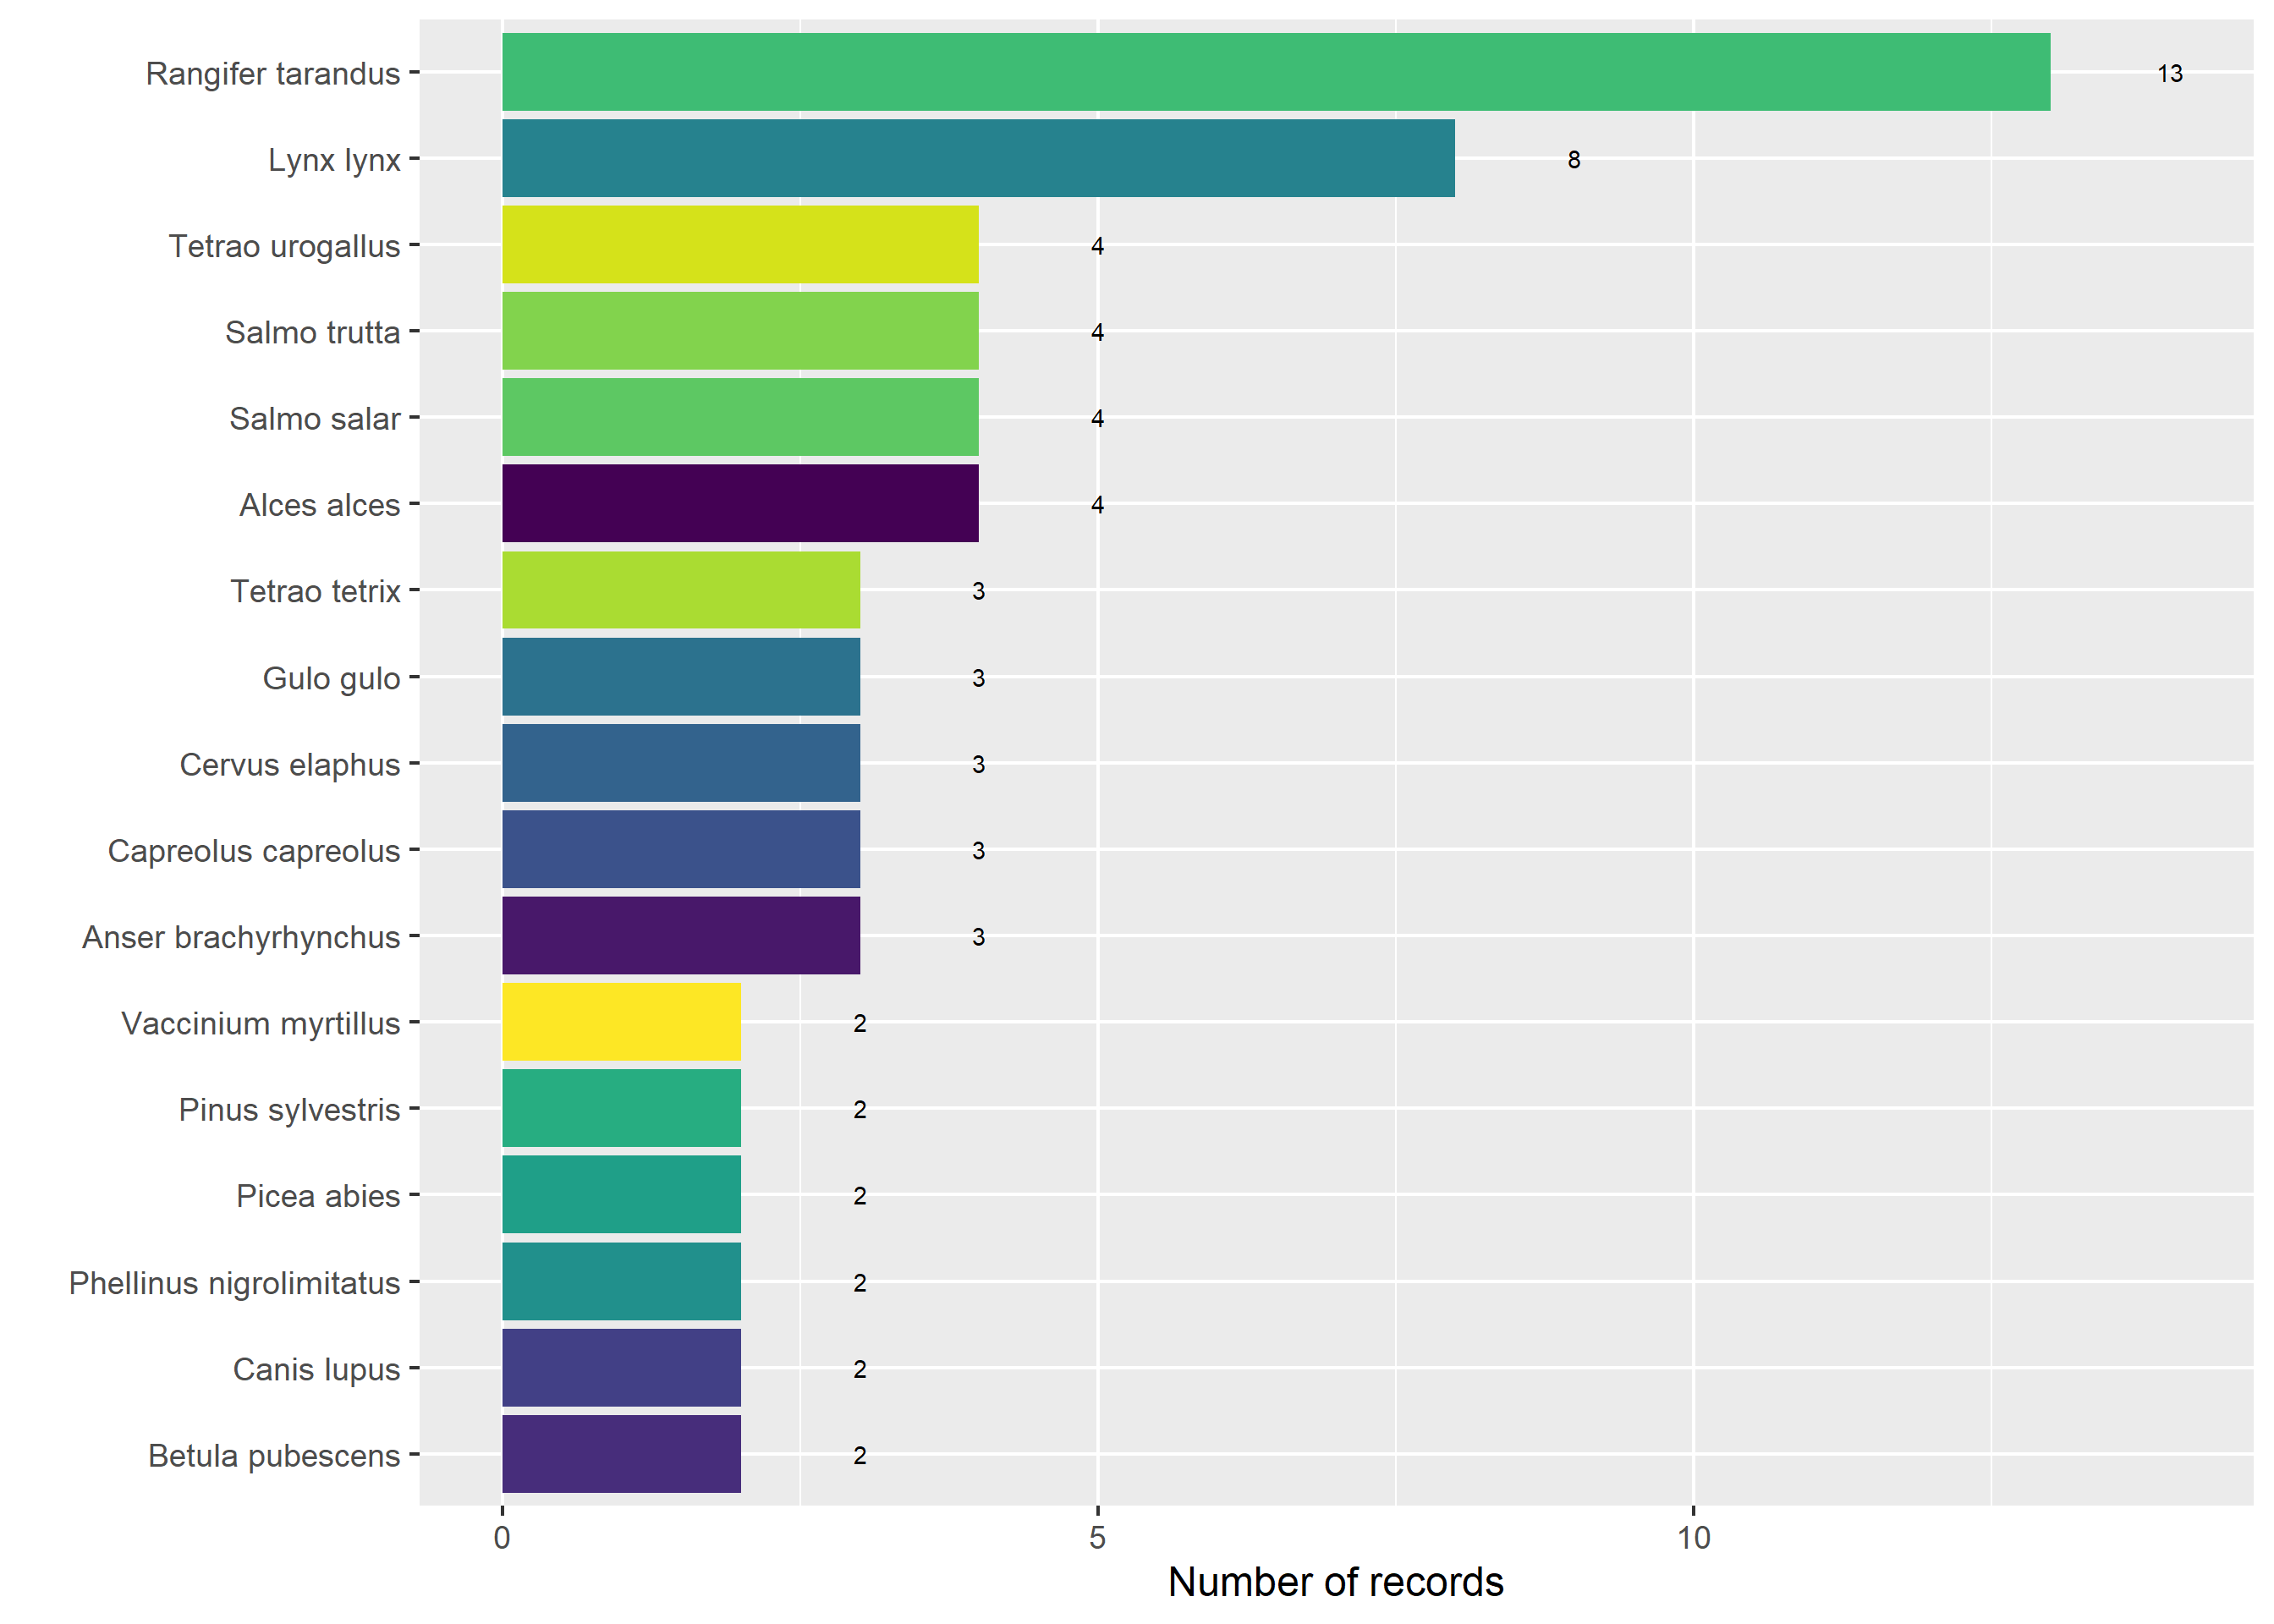 Rangifer tarandus 13
Lynx lynx 8
Tetrao urogallus 4
Salmo trutta 4
Salmo salar 4
Alces alces 4
Tetrao tetrix 3
Gulo gulo 3
Cervus elaphus 3
Capreolus capreolus 3
Anser brachyrhynchus 3
Vaccinium myrtillus 2
Pinus sylvestris 2
Picea abies 2
Phellinus nigrolimitatus 2
Canis lupus 2
Betula pubescens 2
0 5 10
Number of records